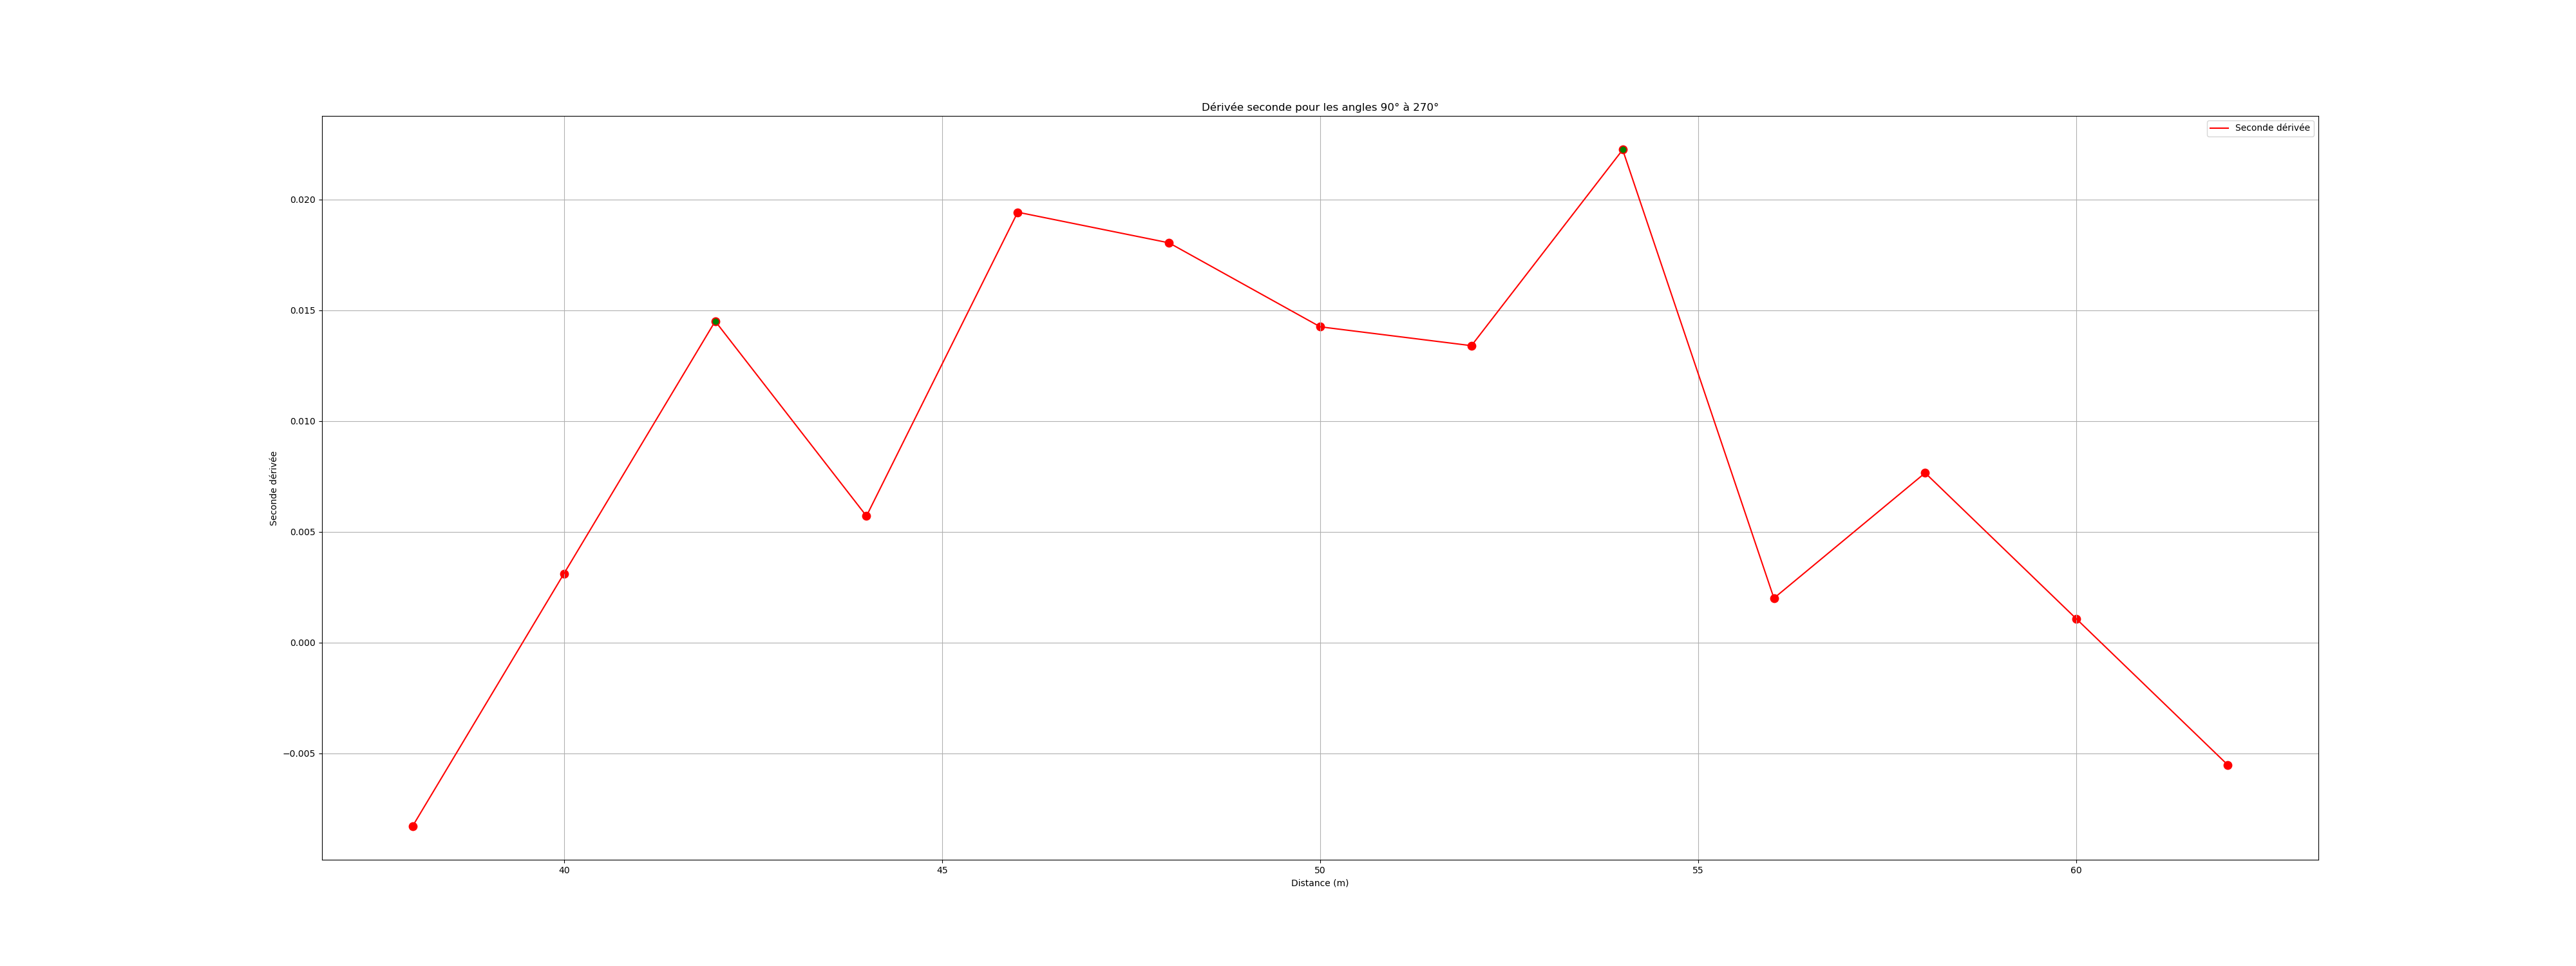 Dérivée seconde pour les angles 90° à 270°
Seconde dérivée
0.020
0.015
0.010
0.005
0.000
−0.005
Seconde dérivée
40
45
50
55
60
Distance (m)